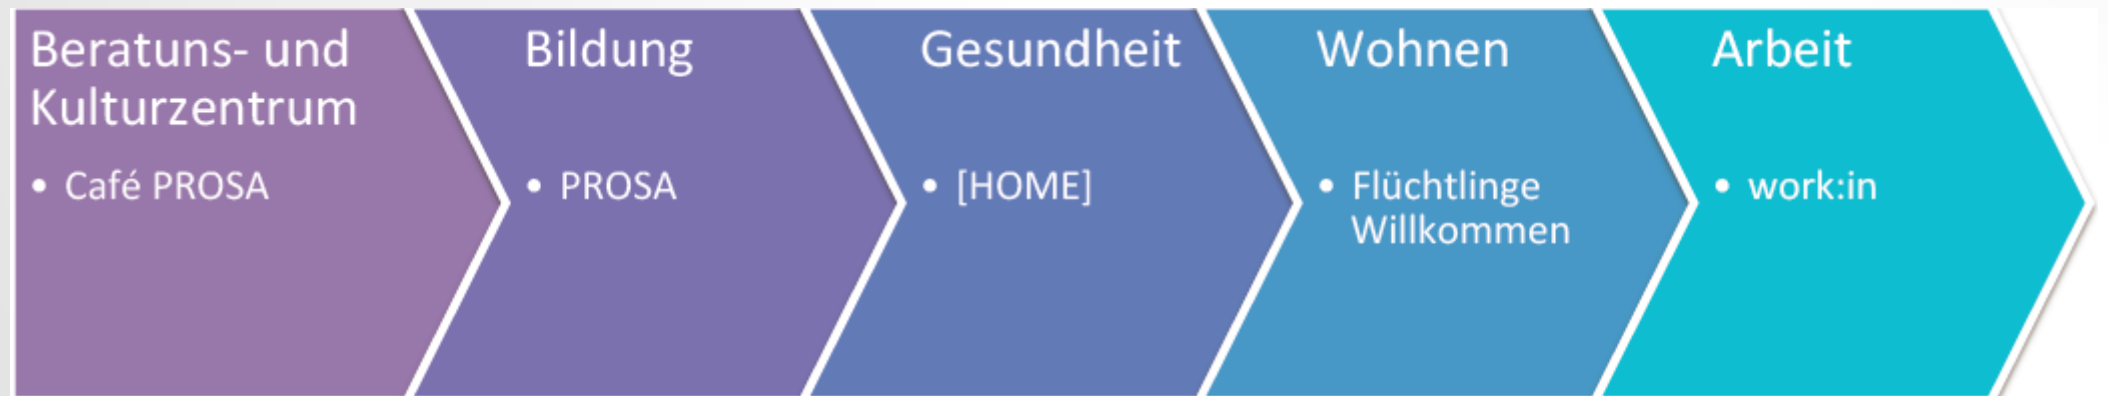 Beratuns- und
Kulturzentrum
• Café PROSA
Bildung
• PROSA
Gesundheit
• [HOME]
Wohnen
• Flüchtlinge
Willkommen
Arbeit
• work:in